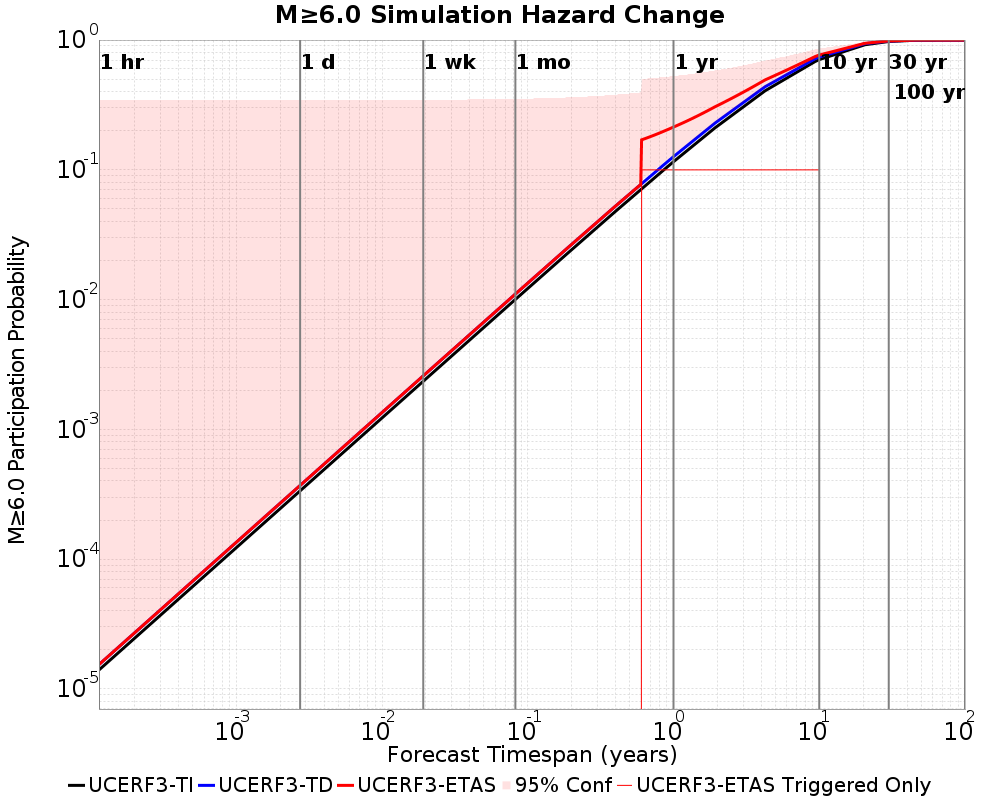 M≥6.0 Simulation Hazard Change
M≥6.0 Participation Probability
10^0
10^-1
10^-2
10^-3
10^-4
10^-5
1 hr
1 d
1 wk
1 mo
1 yr
10 yr
30 yr
100 yr
10^-3
10^-2
10^-1
10^0
10^1
10^2
Forecast Timespan (years)
UCERF3-TI UCERF3-TD UCERF3-ETAS 95% Conf UCERF3-ETAS Triggered Only